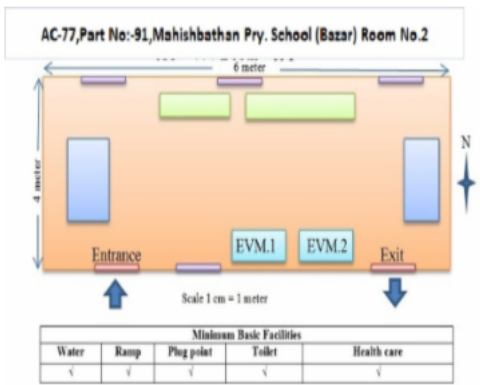 AC-77,Part No:-91,Mahishbathan Pry. School (Bazar) Room No.2
6 meter
4 meter
N
EVM.1 EVM.2
Entrance Exit
Scale 1 cm = 1 meter
Minimum Basic Facilities
Water Ramp Plug point Toilet Health care
√ √ √ √ √